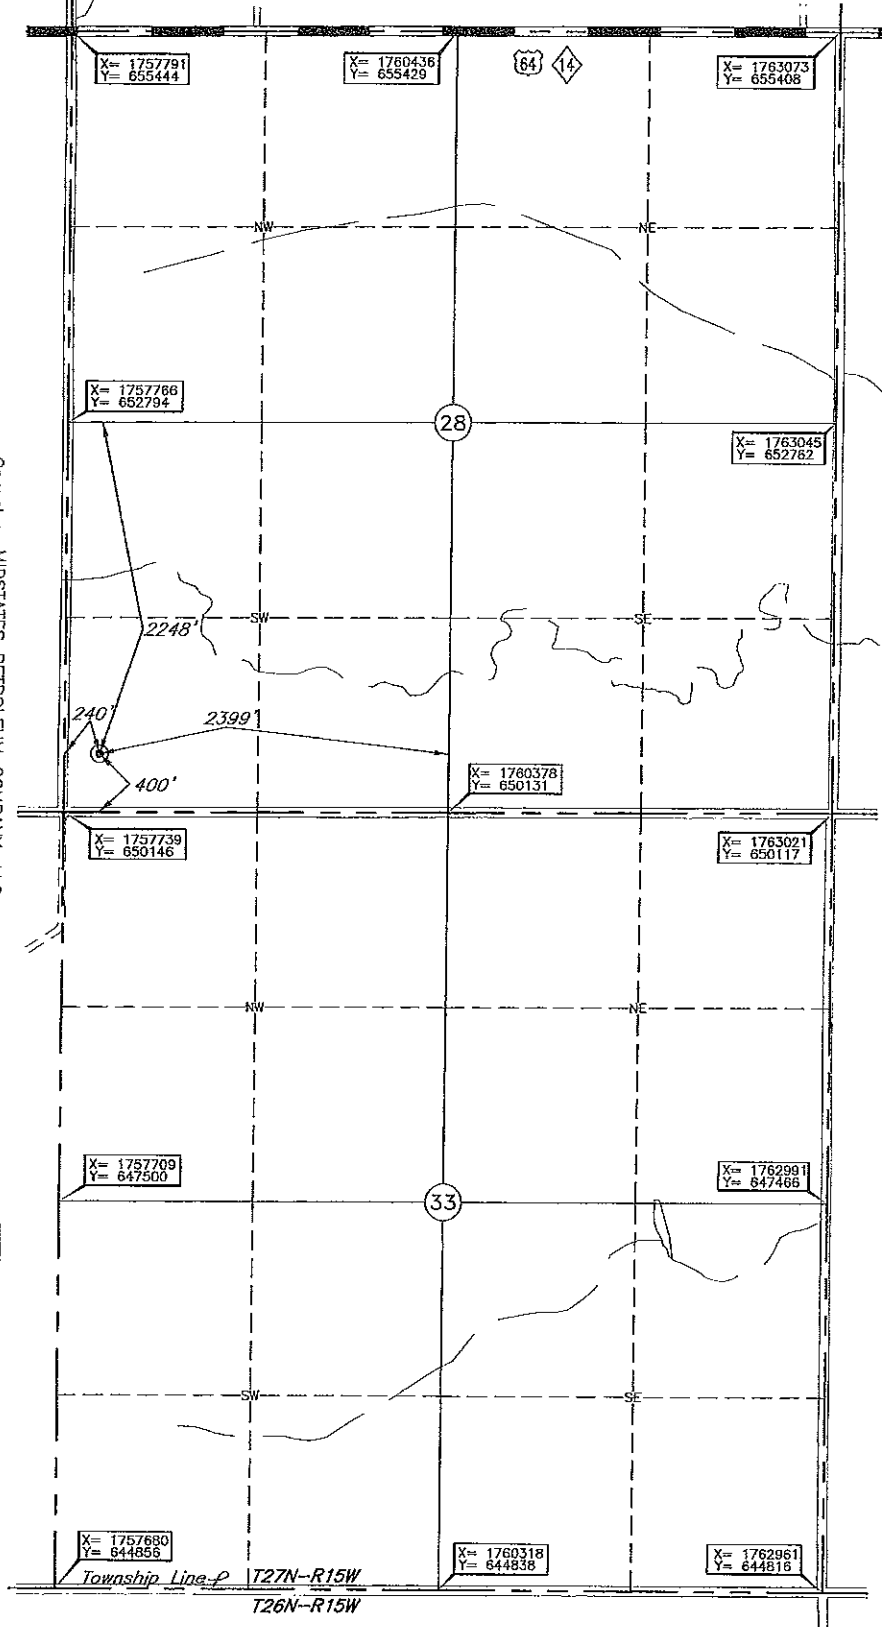 X= 1757791
Y= 655444
X= 1760436
Y= 655429
64
14
X= 1763073
Y= 655408
NW
NE
X= 1757766
Y= 652794
28
X= 1763045
Y= 652762
SW
SE
2248'
240'
2399'
400'
X= 1760378
Y= 650131
X= 1757739
Y= 650146
X= 1763021
Y= 650117
NW
NE
X= 1757709
Y= 647500
X= 1762991
Y= 647466
33
SW
SE
X= 1757680
Y= 644856
X= 1760318
Y= 644838
X= 1762961
Y= 644816
Township Line T27N-R15W
T26N-R15W